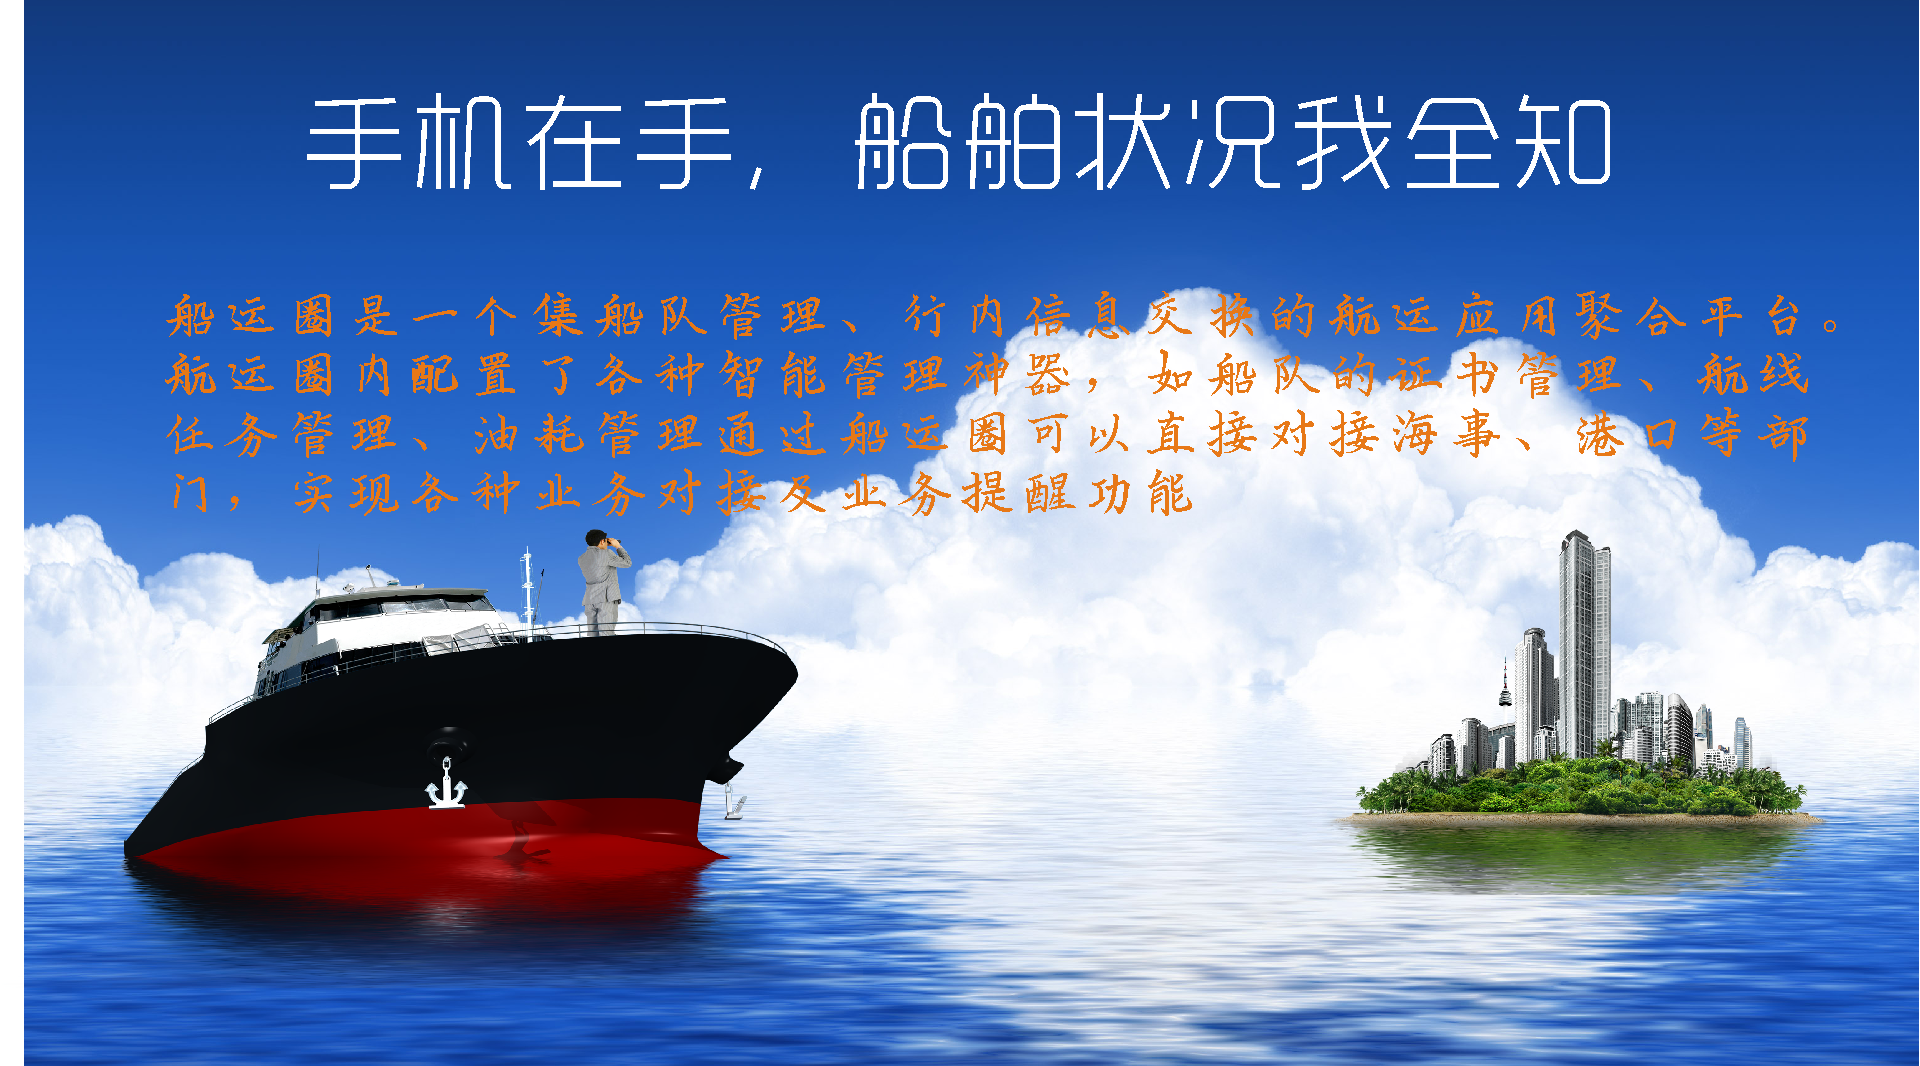 手机在手，船舶状况我全知
船运圈是一个集船队管理、行内信息交换的航运应用聚合平台。
航运圈内配置了各种智能管理神器，如船队的证书管理、航线
任务管理、油耗管理通过船运圈可以直接对接海事、港口等部
门，实现各种业务对接及业务提醒功能